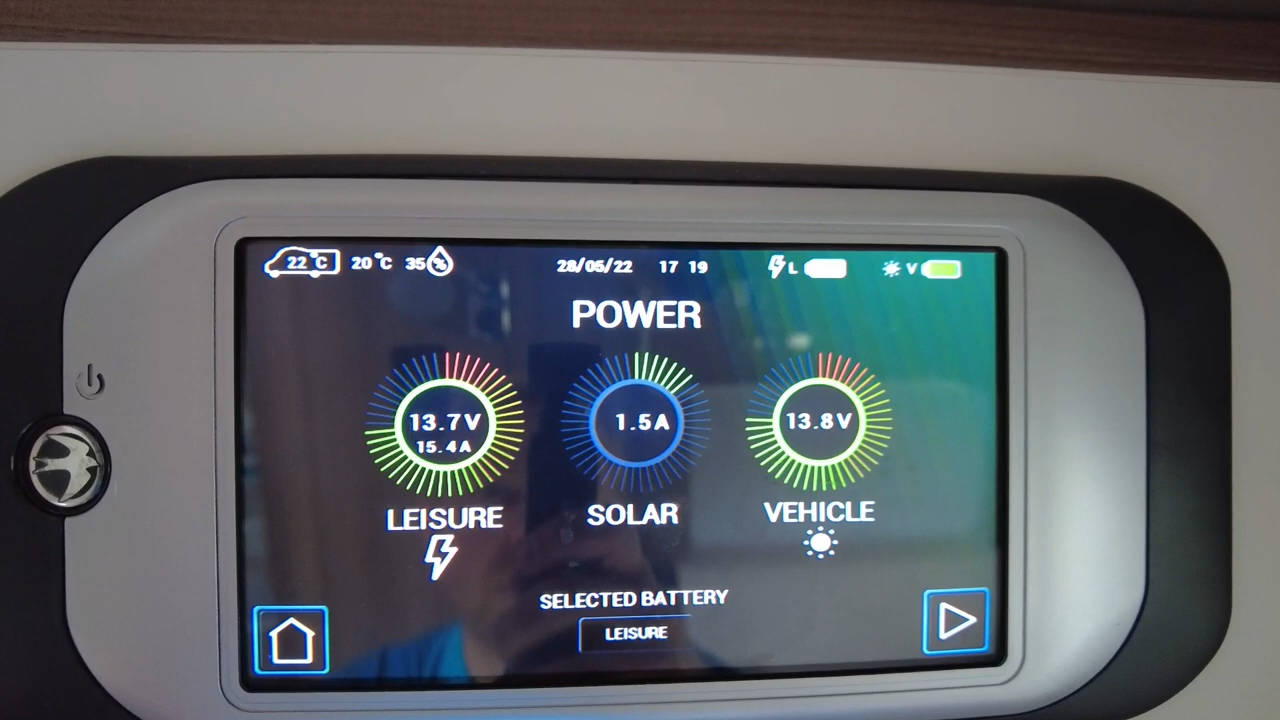 22°C 20°C 35% 28/05/22 17 19 L V
POWER
13.7V 1.5A 13.8V
15.4A
LEISURE SOLAR VEHICLE
SELECTED BATTERY
LEISURE